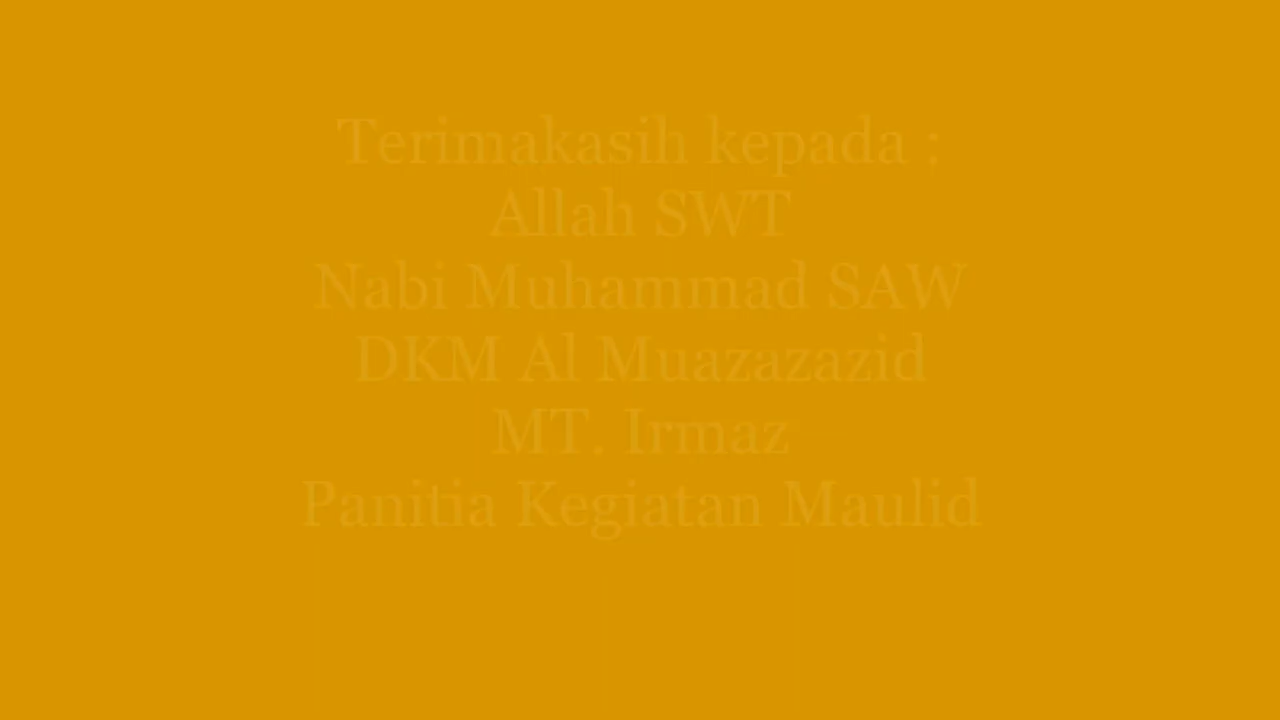 Terimakasih kepada :
Allah SWT
Nabi Muhammad SAW
DKM Al Muazazazid
MT. Irmaz
Panitia Kegiatan Maulid